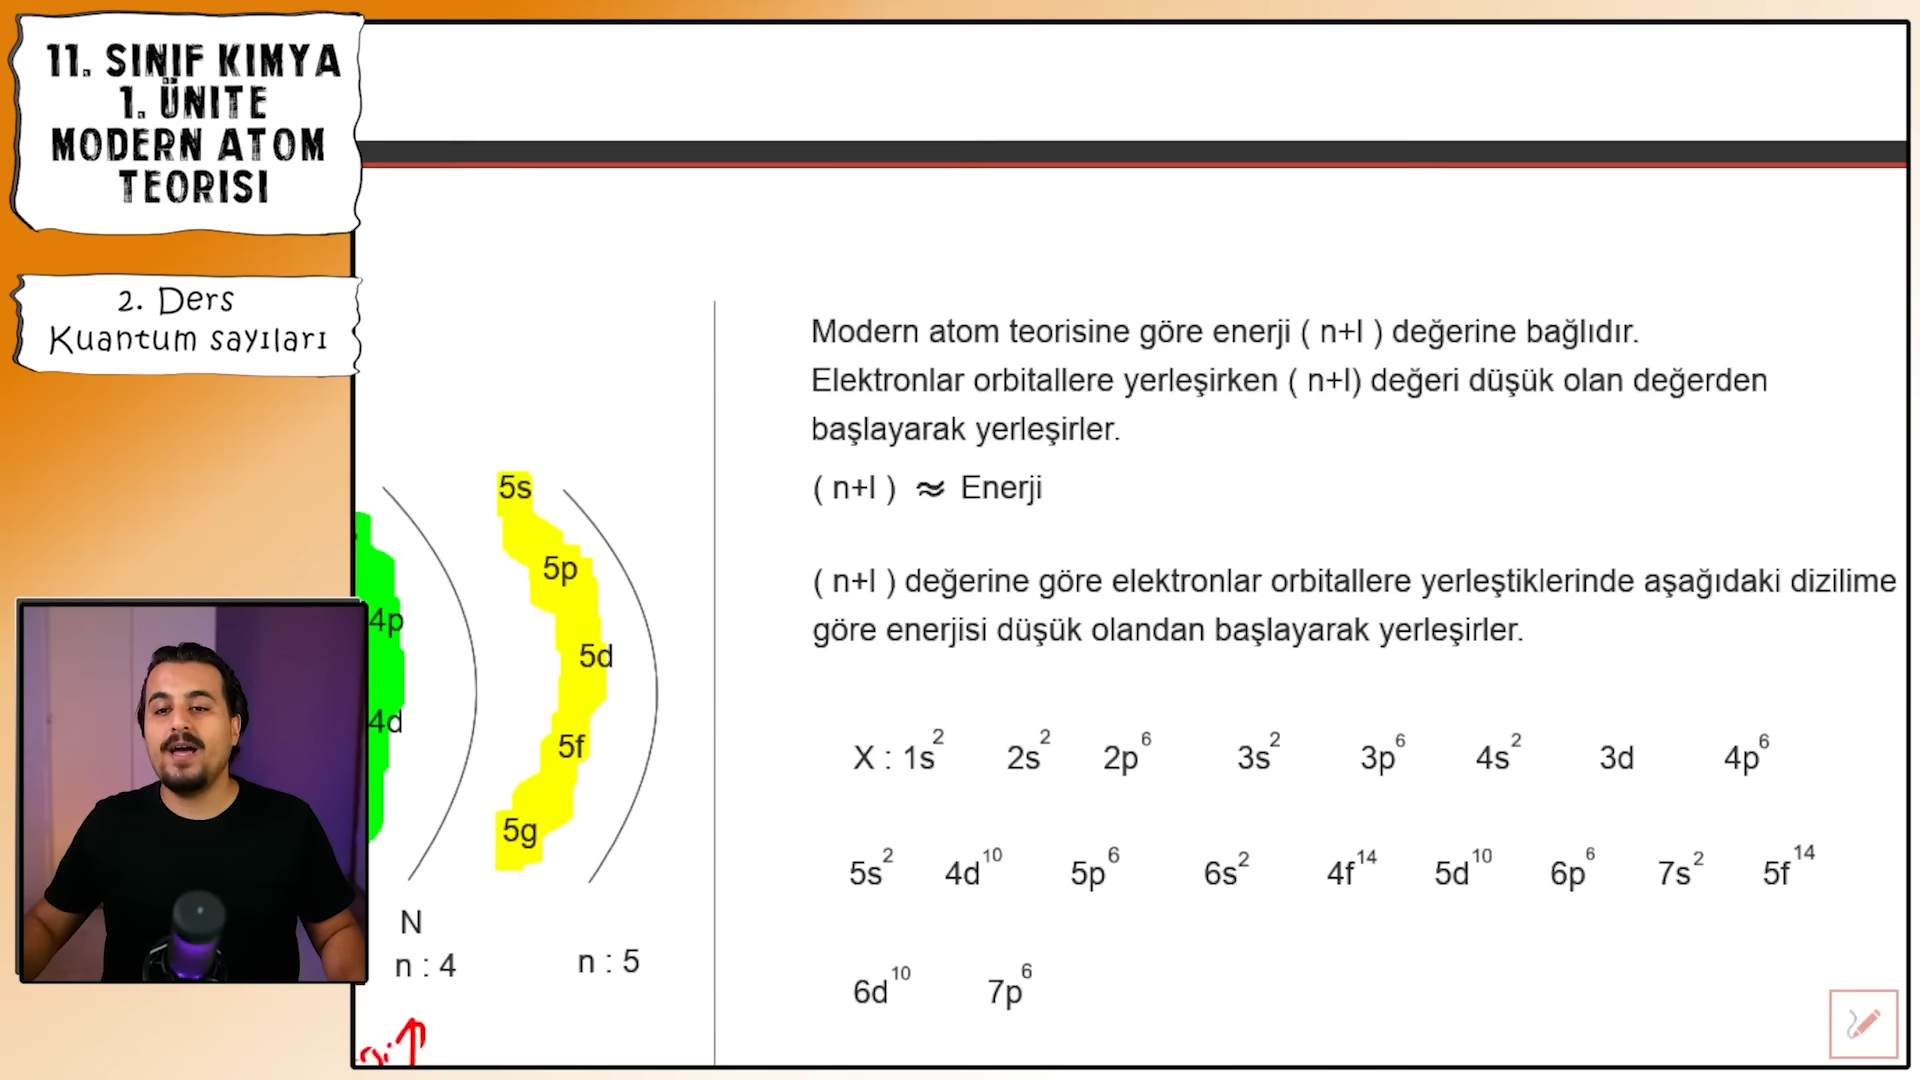 11. SINIF KIMYA
1. ÜNITE
MODERN ATOM
TEORISI
2. Ders
Kuantum sayıları
Modern atom teorisine göre enerji ( n+l ) değerine bağlıdır.
Elektronlar orbitallere yerleşirken ( n+l) değeri düşük olan değerden
başlayarak yerleşirler.
( n+l ) ≈ Enerji
( n+l ) değerine göre elektronlar orbitallere yerleştiklerinde aşağıdaki dizilime
göre enerjisi düşük olandan başlayarak yerleşirler.
X : 1s² 2s² 2p⁶ 3s² 3p⁶ 4s² 3d 4p⁶
5s² 4d¹⁰ 5p⁶ 6s² 4f¹⁴ 5d¹⁰ 6p⁶ 7s² 5f¹⁴
6d¹⁰ 7p⁶
4p
4d
N
n : 4
5s
5p
5d
5f
5g
n : 5